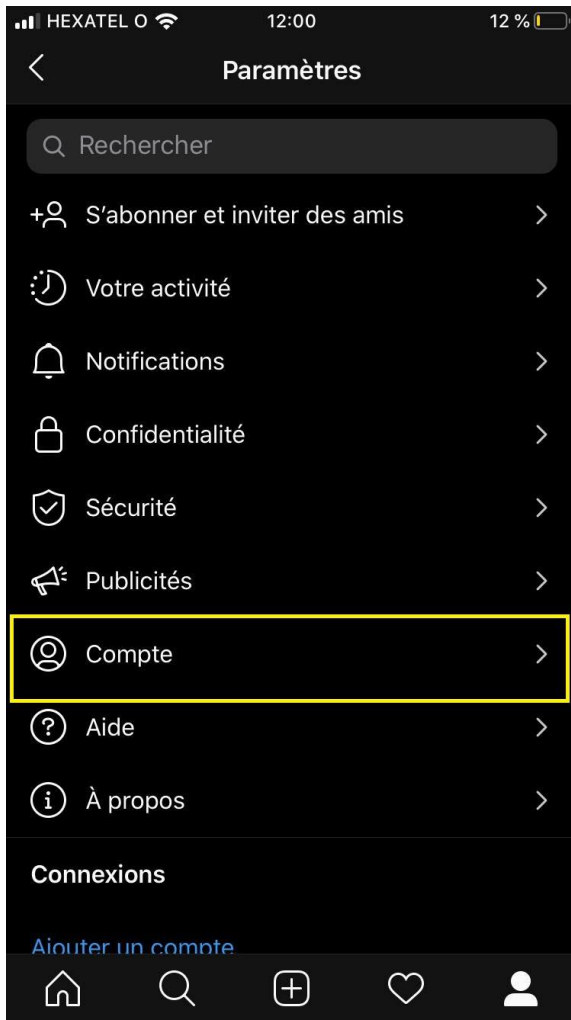 HEXATEL O 12:00 12 %
Paramètres
Rechercher
S’abonner et inviter des amis
Votre activité
Notifications
Confidentialité
Sécurité
Publicités
Compte
Aide
À propos
Connexions
Ajouter un compte